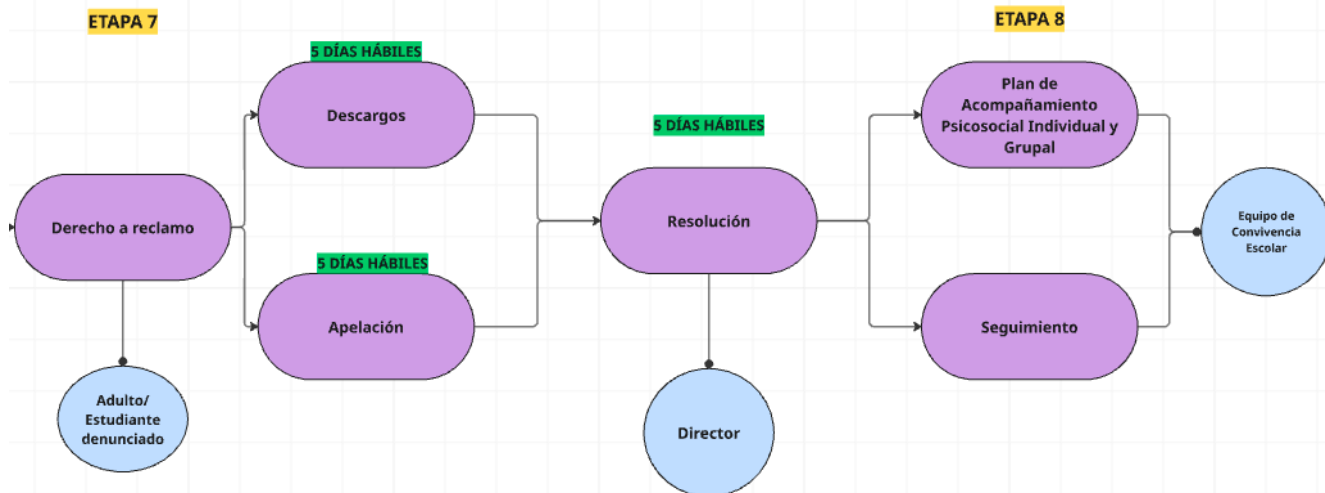 ETAPA 7
5 DÍAS HÁBILES
Descargos
Derecho a reclamo
5 DÍAS HÁBILES
Apelación
Adulto/
Estudiante
denunciado
5 DÍAS HÁBILES
Resolución
Director
ETAPA 8
Plan de
Acompañamiento
Psicosocial Individual y
Grupal
Seguimiento
Equipo de
Convivencia
Escolar